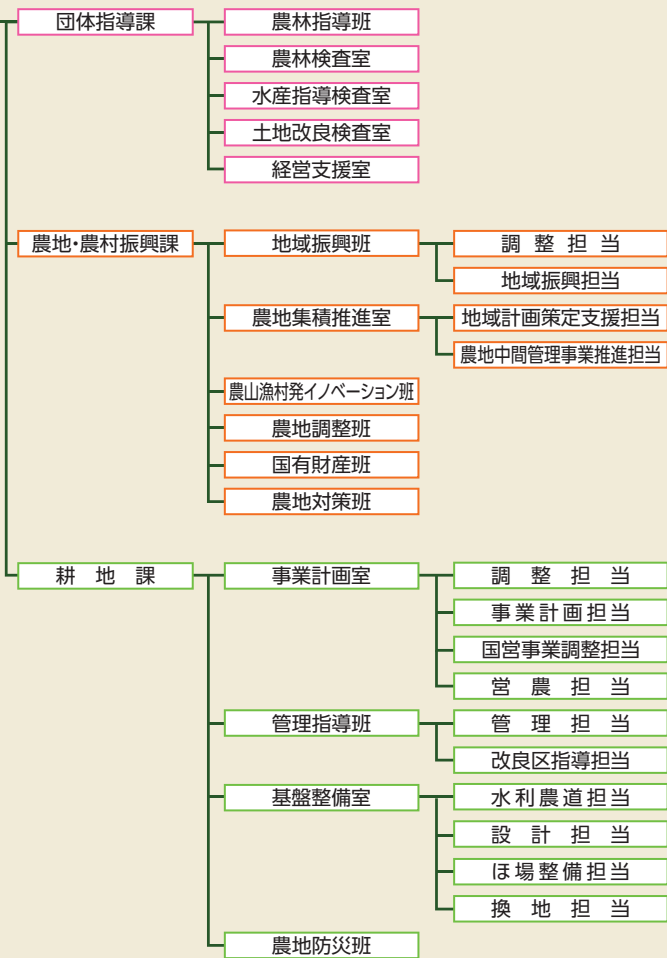 団体指導課
農林指導班
農林検査室
水産指導検査室
土地改良検査室
経営支援室
農地・農村振興課
地域振興班
調整担当
地域振興担当
農地集積推進室
地域計画策定支援担当
農地中間管理事業推進担当
農山漁村発イノベーション班
農地調整班
国有財産班
農地対策班
耕地課
事業計画室
調整担当
事業計画担当
国営事業調整担当
営農担当
管理指導班
管理担当
改良区指導担当
基盤整備室
水利農道担当
設計担当
ほ場整備担当
換地担当
農地防災班